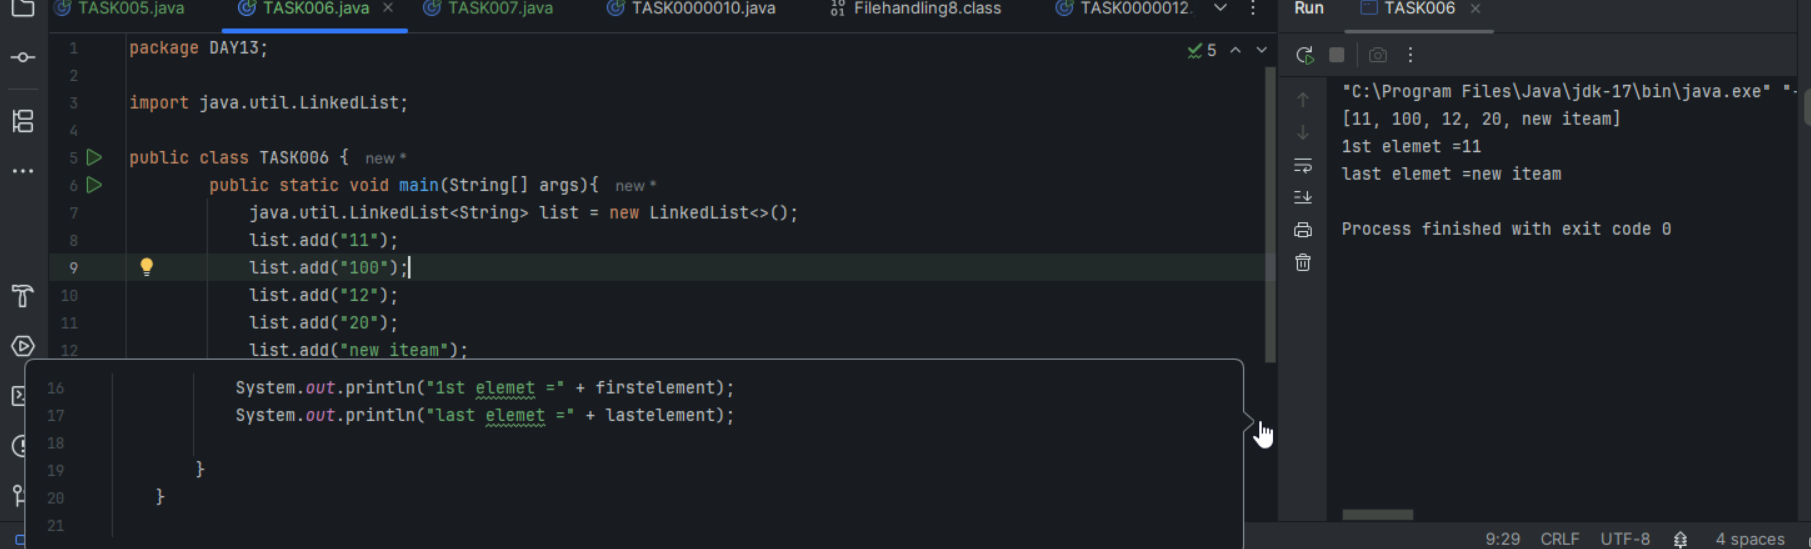 TASK005.java TASK006.java TASK007.java TASK0000010.java Filehandling8.class TASK0000012.
Run TASK006
5
1 package DAY13;
2
3 import java.util.LinkedList;
4
5 public class TASK006 { new *
6 public static void main(String[] args){ new *
7 java.util.LinkedList<String> list = new LinkedList<>();
8 list.add("11");
9 list.add("100");
10 list.add("12");
11 list.add("20");
12 list.add("new iteam");
16 System.out.println("1st elemet =" + firstelement);
17 System.out.println("last elemet =" + lastelement);
18
19 }
20 }
21
"C:\Program Files\Java\jdk-17\bin\java.exe" "-
[11, 100, 12, 20, new iteam]
1st elemet =11
last elemet =new iteam
Process finished with exit code 0
9:29 CRLF UTF-8 4 spaces